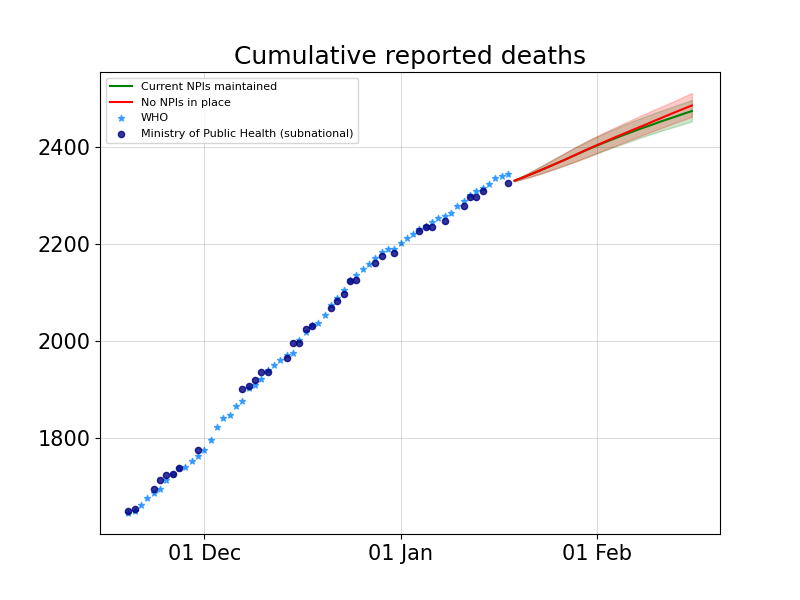 Cumulative reported deaths
Current NPIs maintained
No NPIs in place
WHO
Ministry of Public Health (subnational)
2400
2200
2000
1800
01 Dec
01 Jan
01 Feb